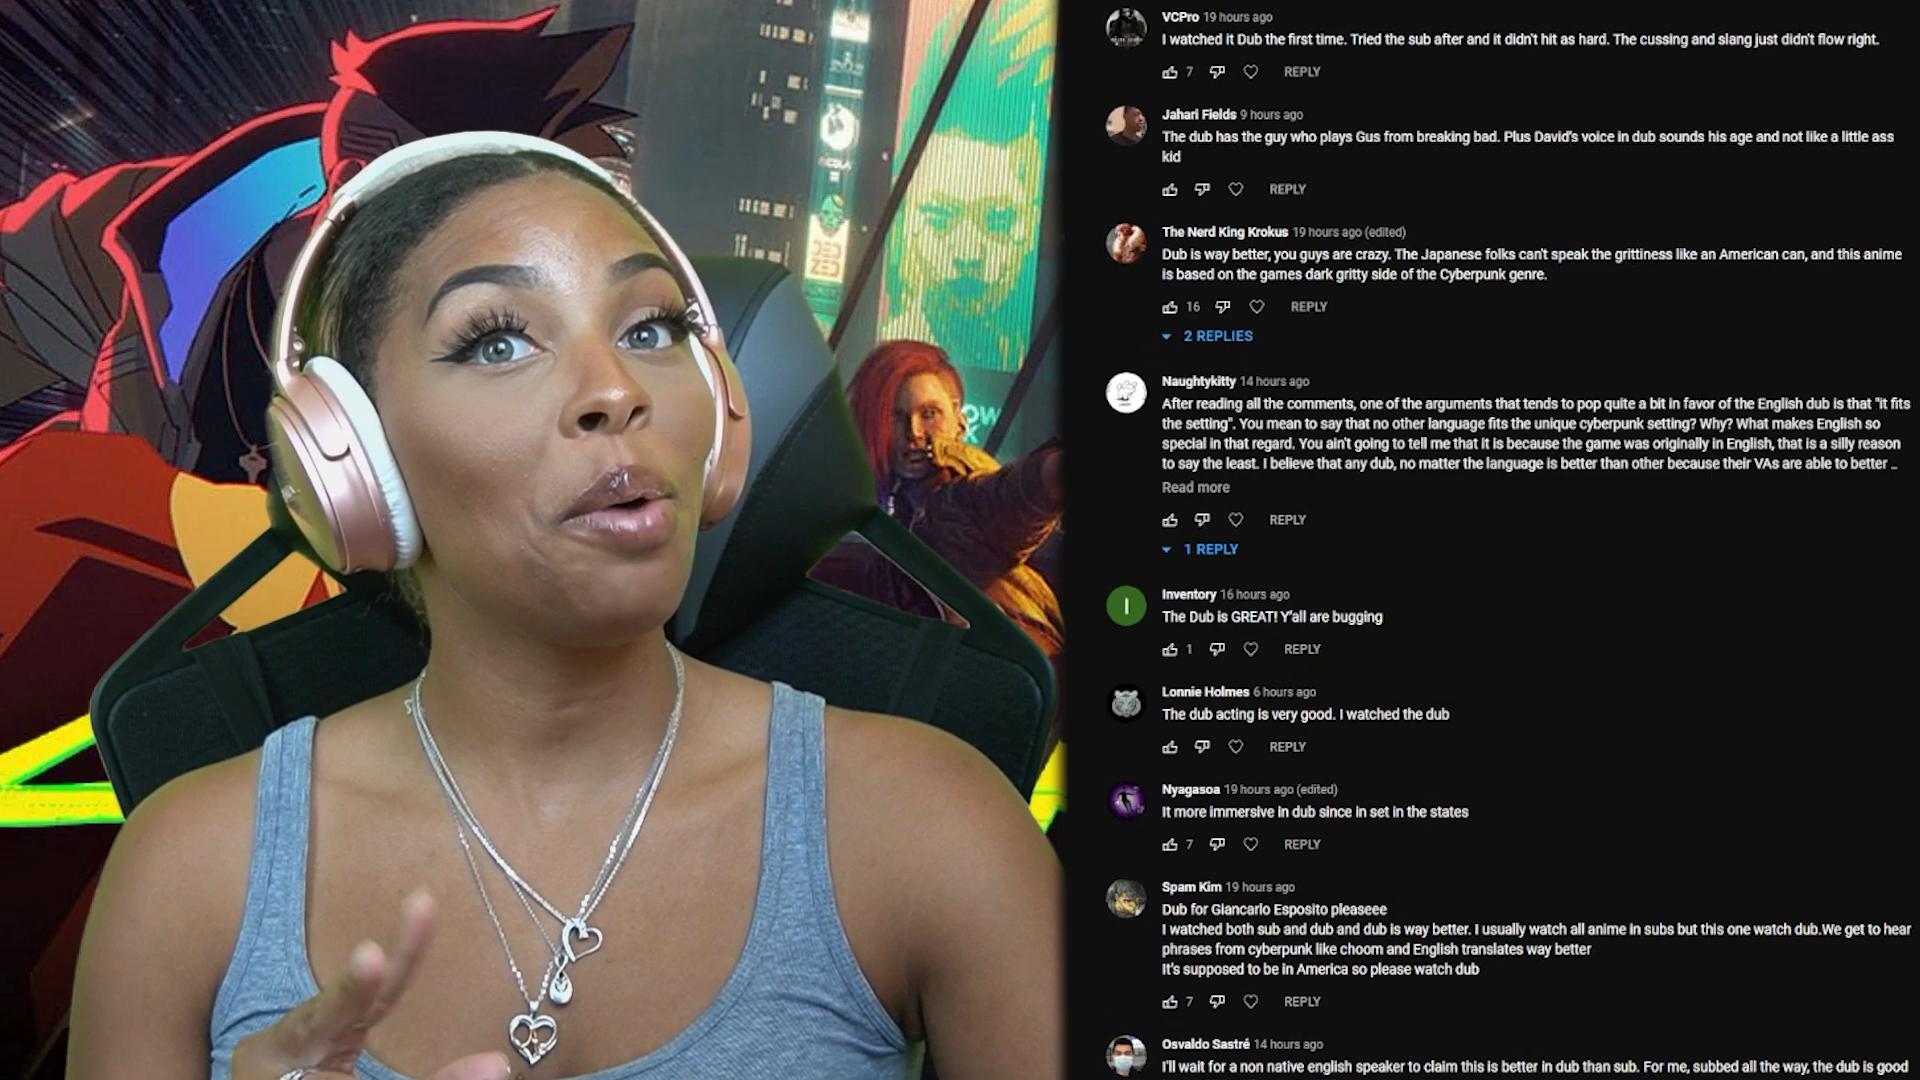 VCPro 19 hours ago
I watched it Dub the first time. Tried the sub after and it didn't hit as hard. The cussing and slang just didn't flow right.
7 REPLY
Jahari Fields 9 hours ago
The dub has the guy who plays Gus from breaking bad. Plus David's voice in dub sounds his age and not like a little ass
kid
REPLY
The Nerd King Krokus 19 hours ago (edited)
Dub is way better, you guys are crazy. The Japanese folks can't speak the grittiness like an American can, and this anime
is based on the games dark gritty side of the Cyberpunk genre.
16 REPLY
2 REPLIES
Naughtykitty 14 hours ago
After reading all the comments, one of the arguments that tends to pop quite a bit in favor of the English dub is that "it fits
the setting". You mean to say that no other language fits the unique cyberpunk setting? Why? What makes English so
special in that regard. You ain't going to tell me that it is because the game was originally in English, that is a silly reason
to say the least. I believe that any dub, no matter the language is better than other because their VAs are able to better ...
Read more
REPLY
1 REPLY
I
Inventory 16 hours ago
The Dub is GREAT! Y'all are bugging
1 REPLY
Lonnie Holmes 6 hours ago
The dub acting is very good. I watched the dub
REPLY
Nyagasoa 19 hours ago (edited)
It more immersive in dub since in set in the states
7 REPLY
Spam Kim 19 hours ago
Dub for Giancarlo Esposito pleaseee
I watched both sub and dub and dub is way better. I usually watch all anime in subs but this one watch dub.We get to hear
phrases from cyberpunk like choom and English translates way better
It's supposed to be in America so please watch dub
7 REPLY
Osvaldo Sastré 14 hours ago
I'll wait for a non native english speaker to claim this is better in dub than sub. For me, subbed all the way, the dub is good